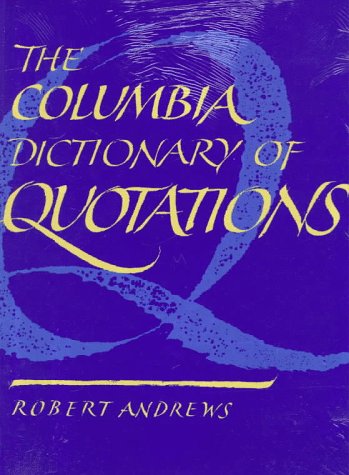 THE
COLUMBIA
DICTIONARY OF
QUOTATIONS
ROBERT ANDREWS